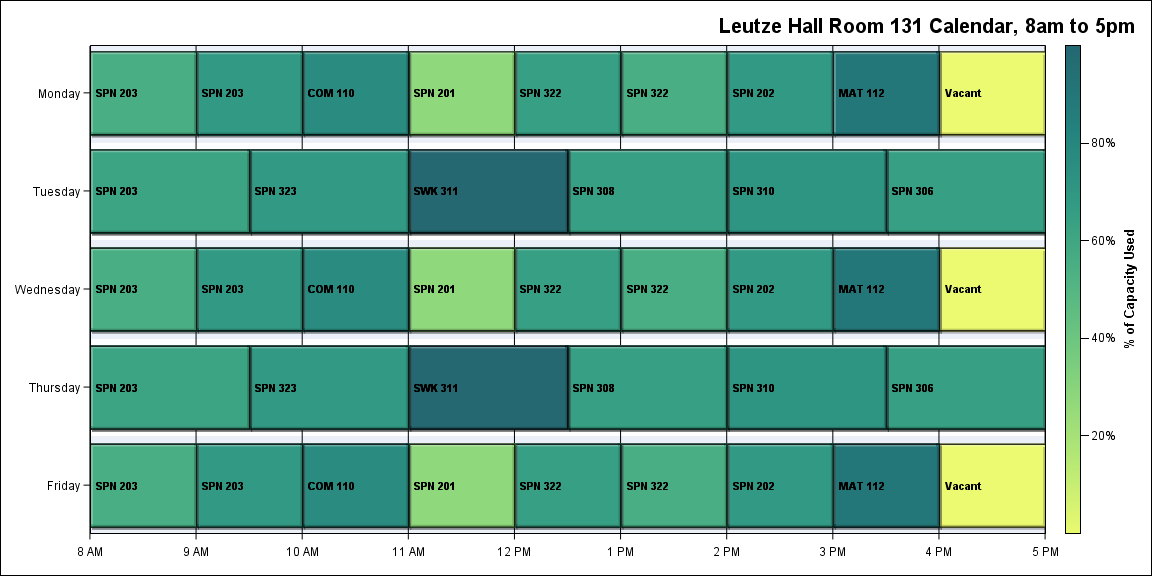 Leutze Hall Room 131 Calendar, 8am to 5pm
Monday SPN 203 SPN 203 COM 110 SPN 201 SPN 322 SPN 322 SPN 202 MAT 112 Vacant
80%
Tuesday SPN 203 SPN 323 SWK 311 SPN 308 SPN 310 SPN 306
60%
% of Capacity Used
Wednesday SPN 203 SPN 203 COM 110 SPN 201 SPN 322 SPN 322 SPN 202 MAT 112 Vacant
40%
Thursday SPN 203 SPN 323 SWK 311 SPN 308 SPN 310 SPN 306
20%
Friday SPN 203 SPN 203 COM 110 SPN 201 SPN 322 SPN 322 SPN 202 MAT 112 Vacant
8 AM 9 AM 10 AM 11 AM 12 PM 1 PM 2 PM 3 PM 4 PM 5 PM